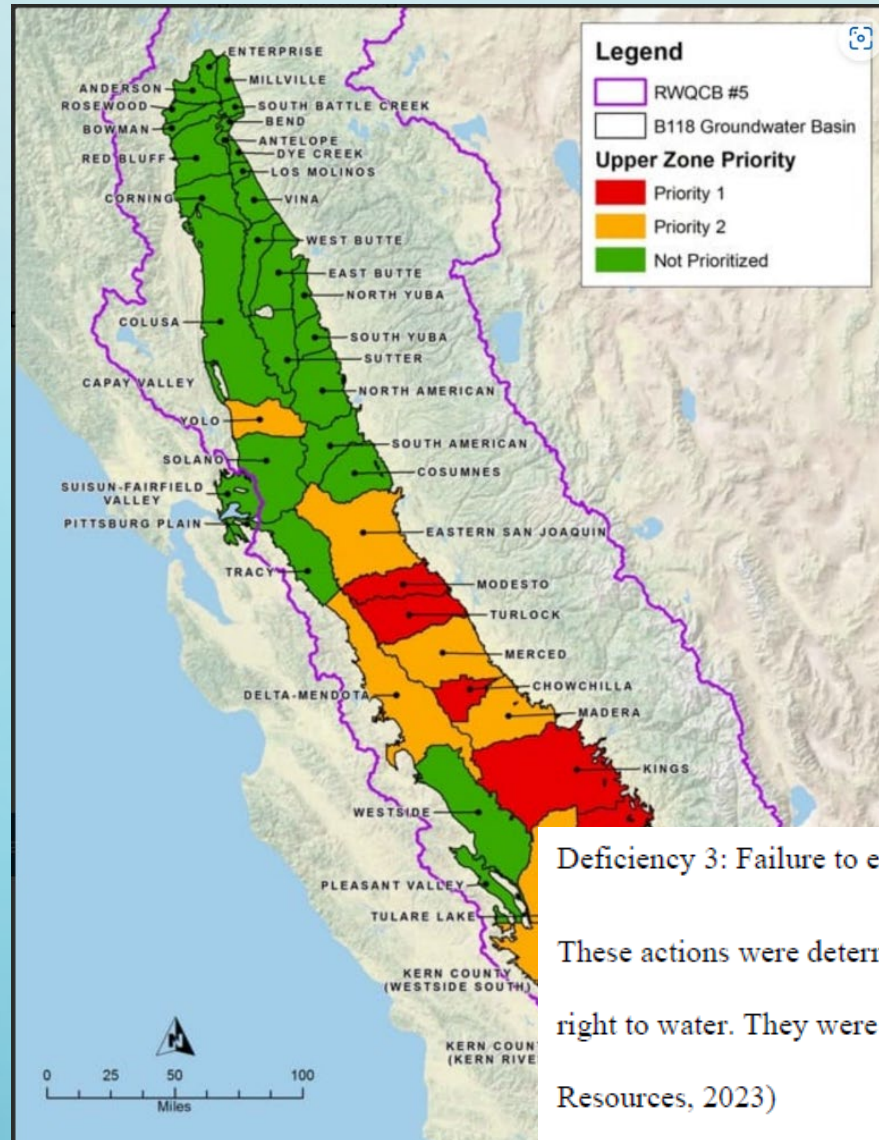 ENTERPRISE
MILLVILLE
ANDERSON
ROSEWOOD
SOUTH BATTLE CREEK
BOWMAN
BEND
ANTELOPE
RED BLUFF
DYE CREEK
LOS MOLINOS
CORNING
VINA
WEST BUTTE
EAST BUTTE
NORTH YUBA
COLUSA
SOUTH YUBA
SUTTER
CAPAY VALLEY
NORTH AMERICAN
YOLO
SOUTH AMERICAN
SOLANO
COSUMNES
SUISUN-FAIRFIELD
VALLEY
PITTSBURG PLAIN
EASTERN SAN JOAQUIN
TRACY
MODESTO
TURLOCK
MERCED
CHOWCHILLA
DELTA-MENDOTA
MADERA
KINGS
WESTSIDE
PLEASANT VALLEY
TULARE LAKE
KERN COUNTY
(WESTSIDE SOUTH)
KERN COUN
(KERN RIVE
Legend
RWQCB #5
B118 Groundwater Basin
Upper Zone Priority
Priority 1
Priority 2
Not Prioritized
N
0 25 50 100
Miles
Deficiency 3: Failure to e
These actions were deter
right to water. They were
Resources, 2023)